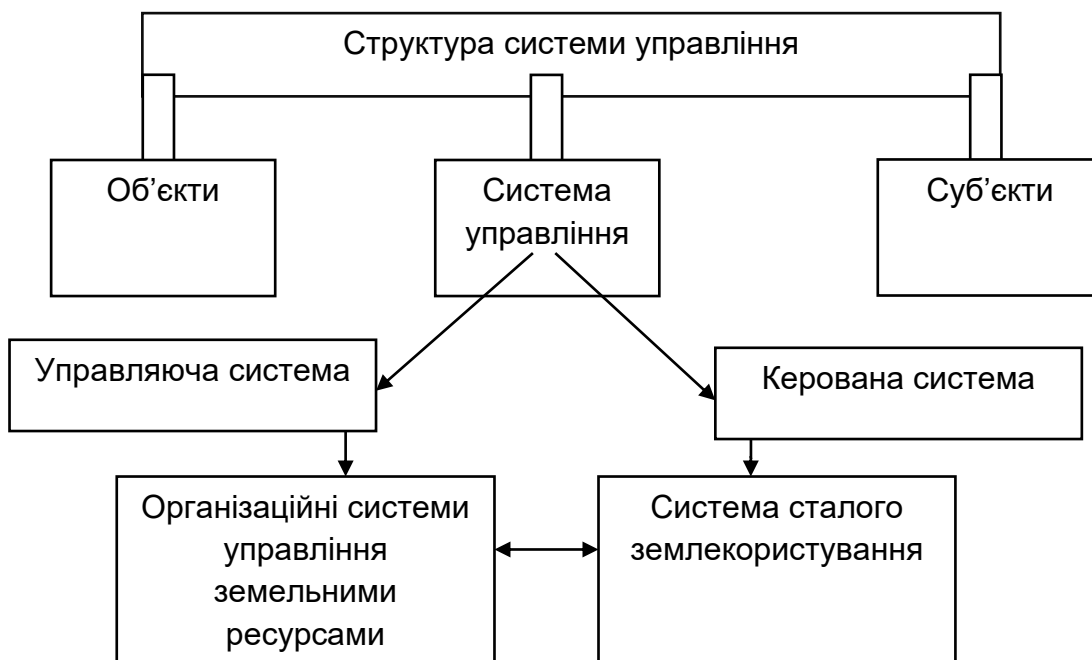 Структура системи управління
Об’єкти
Система
управління
Суб’єкти
Управляюча система
Керована система
Організаційні системи
управління
земельними
ресурсами
Система сталого
землекористування